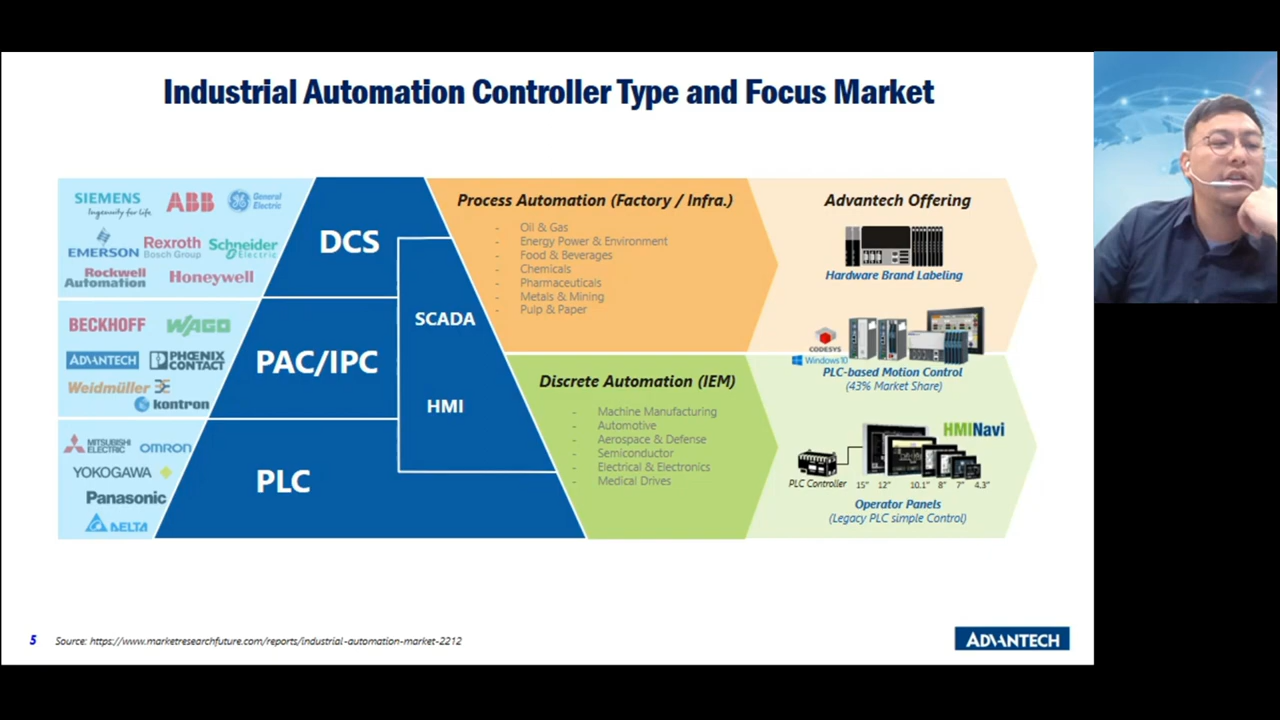 Industrial Automation Controller Type and Focus Market
SIEMENS
Ingenuity for life
ABB
General
Electric
EMERSON
Rexroth
Bosch Group
Schneider
Electric
Rockwell
Automation
Honeywell
DCS
BECKHOFF
WAGO
ADVANTECH
PHŒNIX
CONTACT
Weidmüller
kontron
PAC/IPC
MITSUBISHI
ELECTRIC
OMRON
YOKOGAWA
Panasonic
DELTA
PLC
SCADA
HMI
Process Automation (Factory / Infra.)
- Oil & Gas
- Energy Power & Environment
- Food & Beverages
- Chemicals
- Pharmaceuticals
- Metals & Mining
- Pulp & Paper
Discrete Automation (IEM)
- Machine Manufacturing
- Automotive
- Aerospace & Defense
- Semiconductor
- Electrical & Electronics
- Medical Drives
Advantech Offering
Hardware Brand Labeling
CODESYS
Windows 10
PLC-based Motion Control
(43% Market Share)
HMINavi
PLC Controller
15" 12" 10.1" 8" 7" 4.3"
Operator Panels
(Legacy PLC simple Control)
5 Source: https://www.marketresearchfuture.com/reports/industrial-automation-market-2212
ADVANTECH